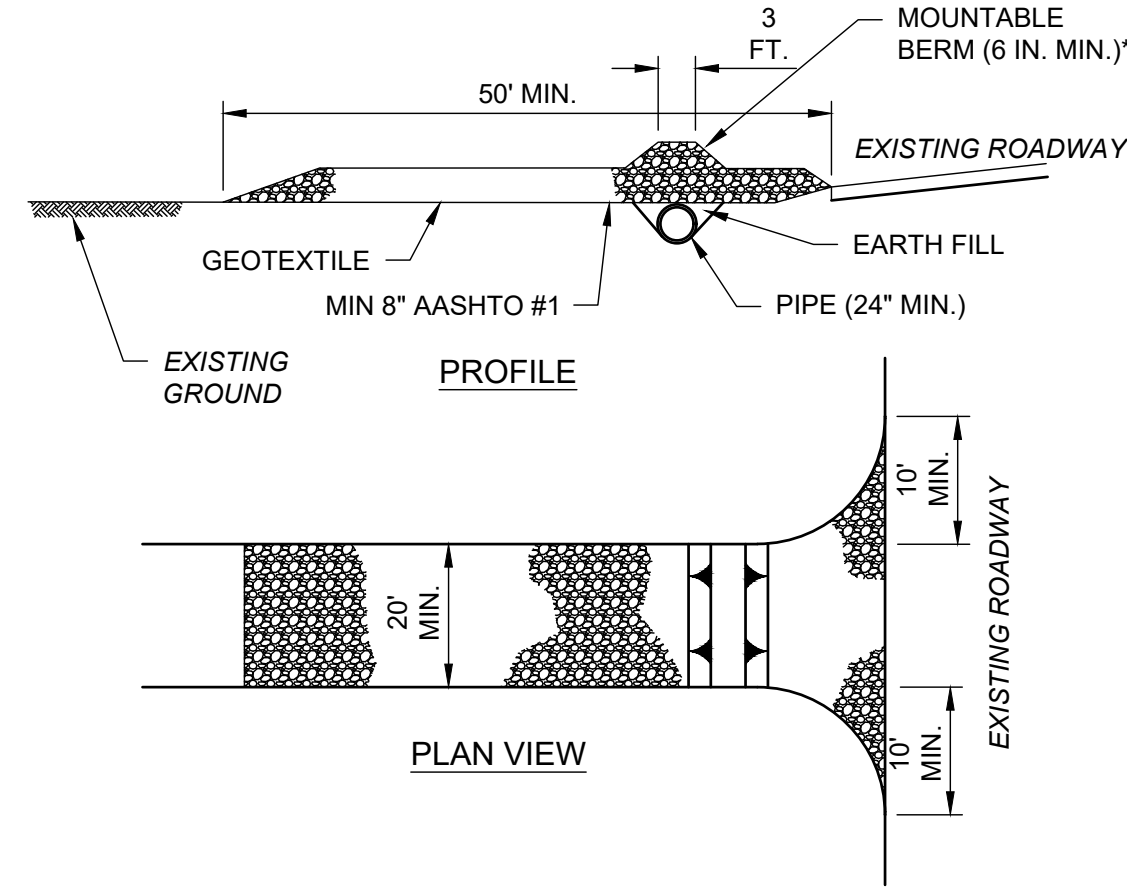 3
FT.
MOUNTABLE
BERM (6 IN. MIN.)*
50' MIN.
EXISTING ROADWAY
GEOTEXTILE
EARTH FILL
MIN 8" AASHTO #1
PIPE (24" MIN.)
EXISTING
GROUND
PROFILE
10'
MIN.
EXISTING ROADWAY
20'
MIN.
10'
MIN.
PLAN VIEW